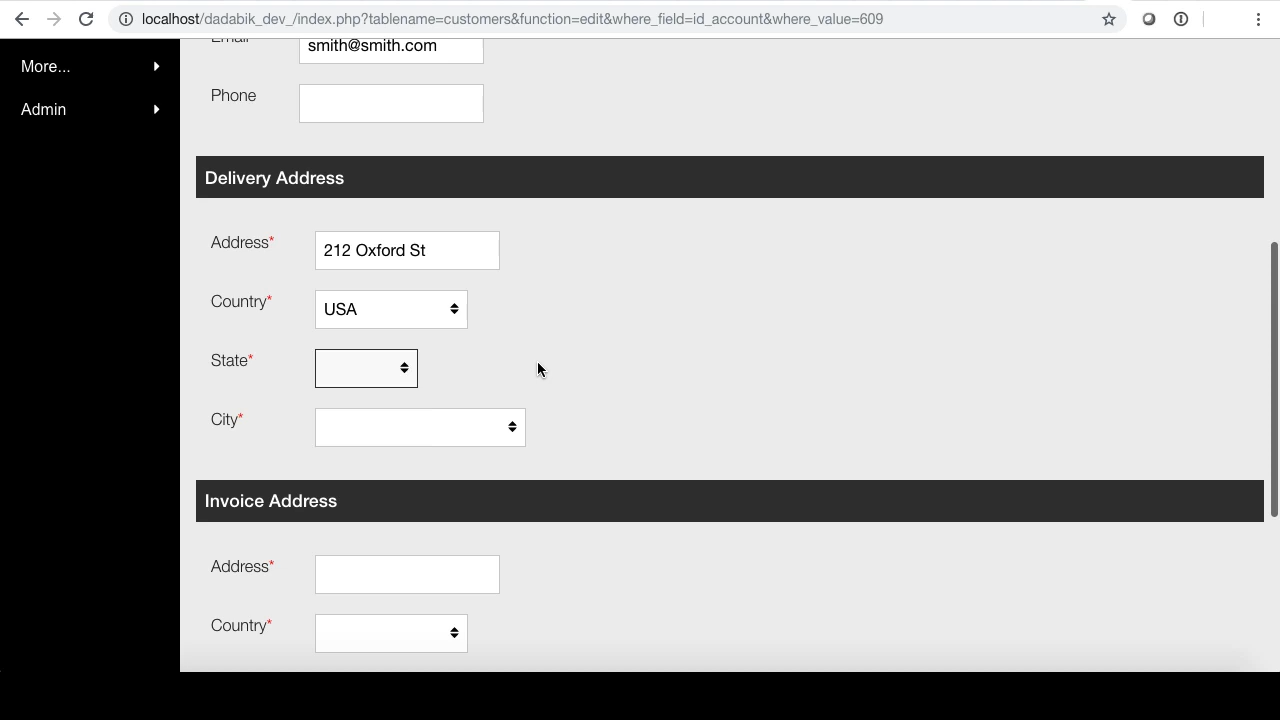 localhost/dadabik_dev_/index.php?tablename=customers&function=edit&where_field=id_account&where_value=609
More...
Admin
Email
smith@smith.com
Phone
Delivery Address
Address*
212 Oxford St
Country*
USA
State*
City*
Invoice Address
Address*
Country*